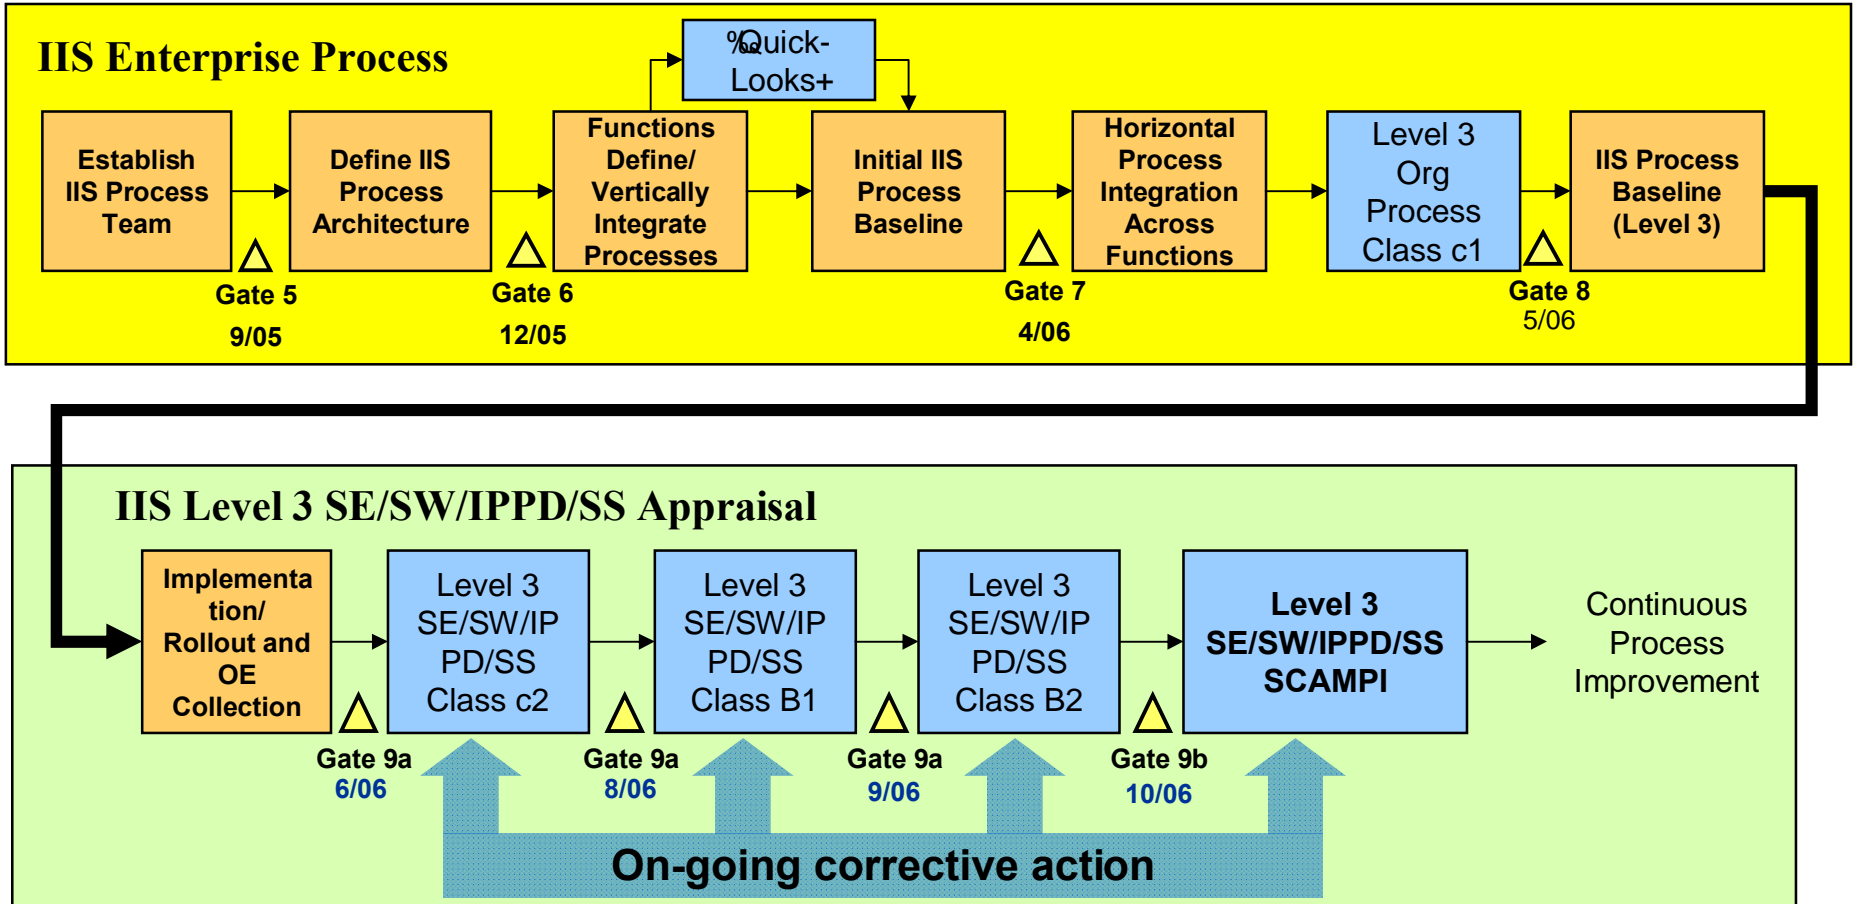 IIS Enterprise Process
‰Quick-
Looks+
Establish
IIS Process
Team
Define IIS
Process
Architecture
Functions
Define/
Vertically
Integrate
Processes
Initial IIS
Process
Baseline
Horizontal
Process
Integration
Across
Functions
Level 3
Org
Process
Class c1
IIS Process
Baseline
(Level 3)
Gate 5
9/05
Gate 6
12/05
Gate 7
4/06
Gate 8
5/06
IIS Level 3 SE/SW/IPPD/SS Appraisal
Implementa
tion/
Rollout and
OE
Collection
Level 3
SE/SW/IP
PD/SS
Class c2
Level 3
SE/SW/IP
PD/SS
Class B1
Level 3
SE/SW/IP
PD/SS
Class B2
Level 3
SE/SW/IPPD/SS
SCAMPI
Continuous
Process
Improvement
Gate 9a
6/06
Gate 9a
8/06
Gate 9a
9/06
Gate 9b
10/06
On-going corrective action